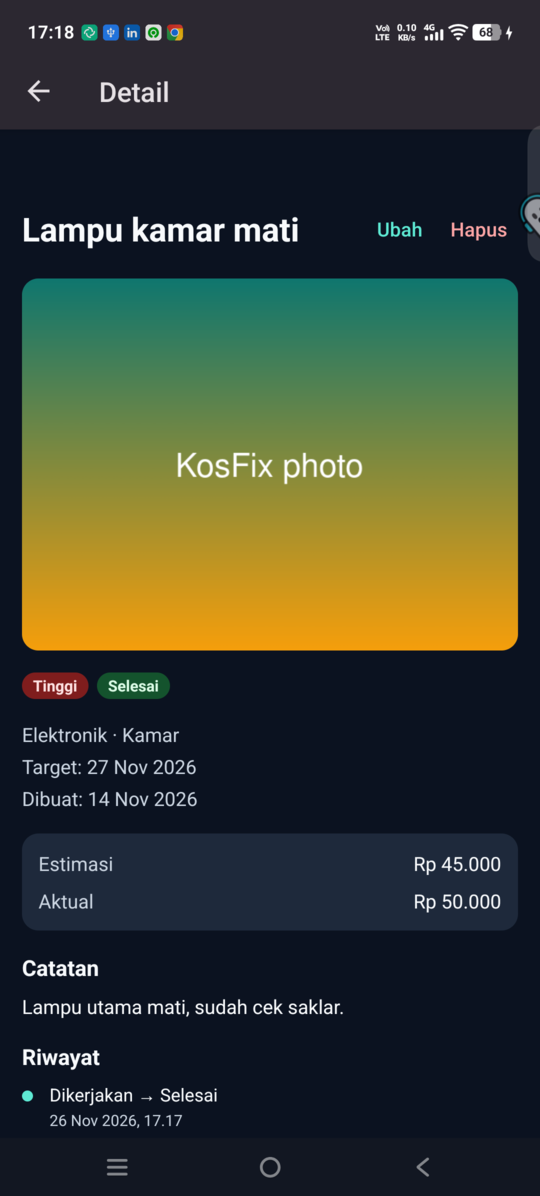 17:18 Vo) LTE 0.10 KB/s 4G 68
Detail
Lampu kamar mati Ubah Hapus
KosFix photo
Tinggi Selesai
Elektronik · Kamar
Target: 27 Nov 2026
Dibuat: 14 Nov 2026
Estimasi Rp 45.000
Aktual Rp 50.000
Catatan
Lampu utama mati, sudah cek saklar.
Riwayat
Dikerjakan → Selesai
26 Nov 2026, 17.17